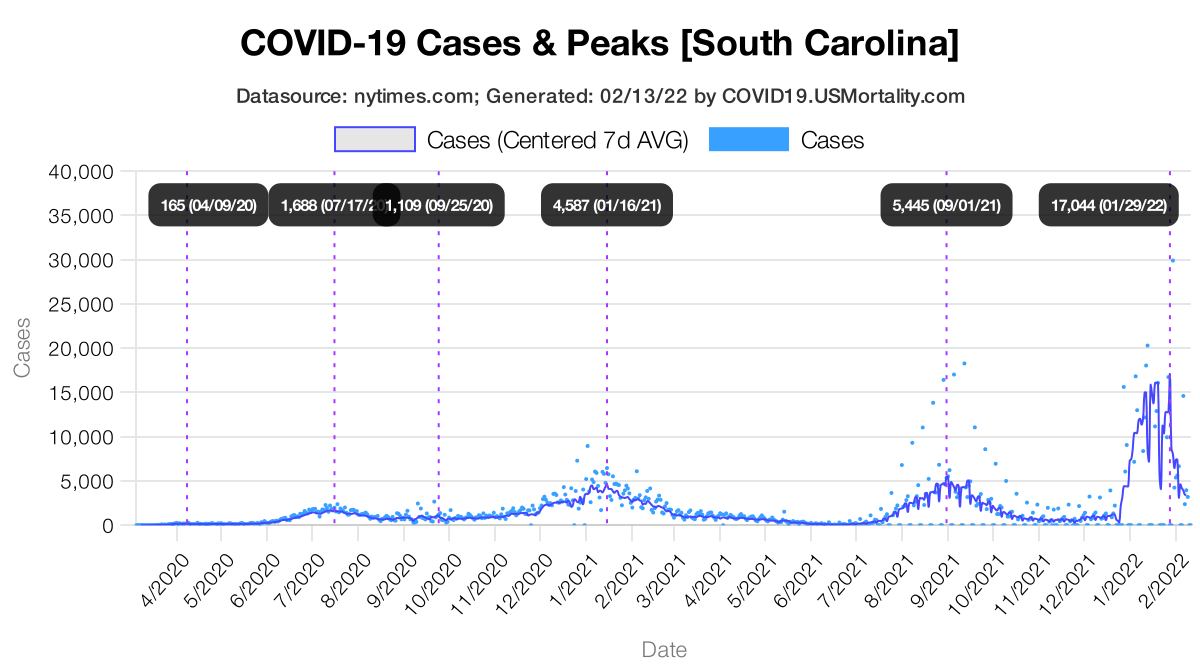 COVID-19 Cases & Peaks [South Carolina]
Datasource: nytimes.com; Generated: 02/13/22 by COVID19.USMortality.com
Cases (Centered 7d AVG) Cases
40,000
165 (04/09/20) 1,688 (07/17/20) 1,109 (09/25/20) 4,587 (01/16/21) 5,445 (09/01/21) 17,044 (01/29/22)
35,000
30,000
25,000
20,000
15,000
10,000
5,000
0
Cases
4/2020 5/2020 6/2020 7/2020 8/2020 9/2020 10/2020 11/2020 12/2020 1/2021 2/2021 3/2021 4/2021 5/2021 6/2021 7/2021 8/2021 9/2021 10/2021 11/2021 12/2021 1/2022 2/2022
Date